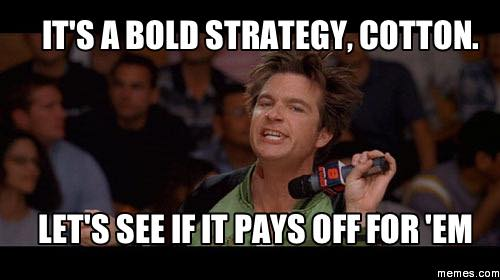 IT'S A BOLD STRATEGY, COTTON.
LET'S SEE IF IT PAYS OFF FOR 'EM
memes.com